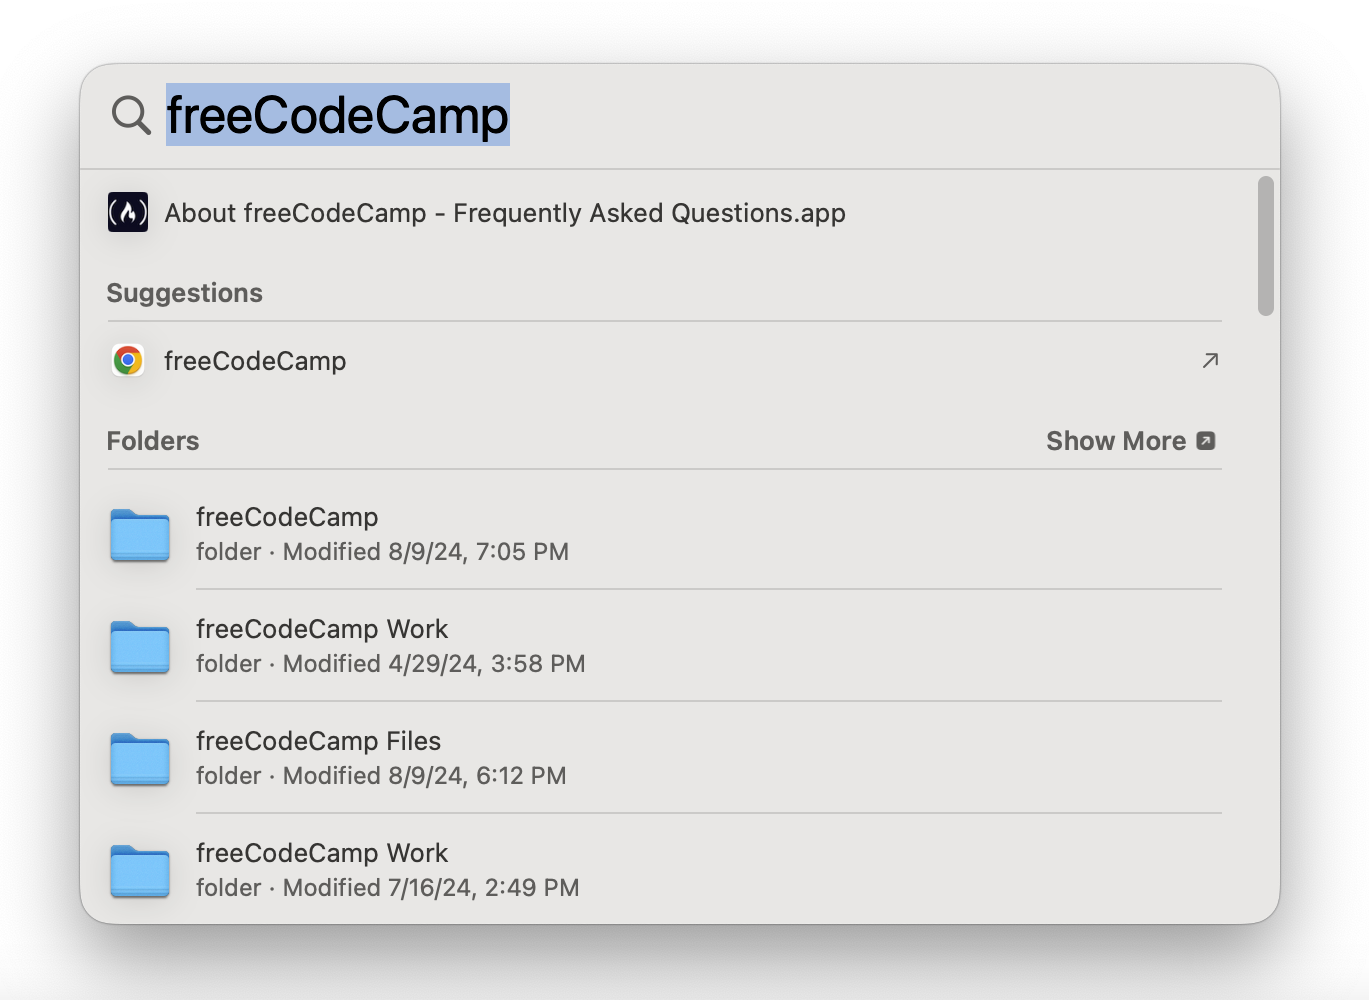 freeCodeCamp
About freeCodeCamp - Frequently Asked Questions.app
Suggestions
freeCodeCamp
Folders
Show More
freeCodeCamp
folder · Modified 8/9/24, 7:05 PM
freeCodeCamp Work
folder · Modified 4/29/24, 3:58 PM
freeCodeCamp Files
folder · Modified 8/9/24, 6:12 PM
freeCodeCamp Work
folder · Modified 7/16/24, 2:49 PM